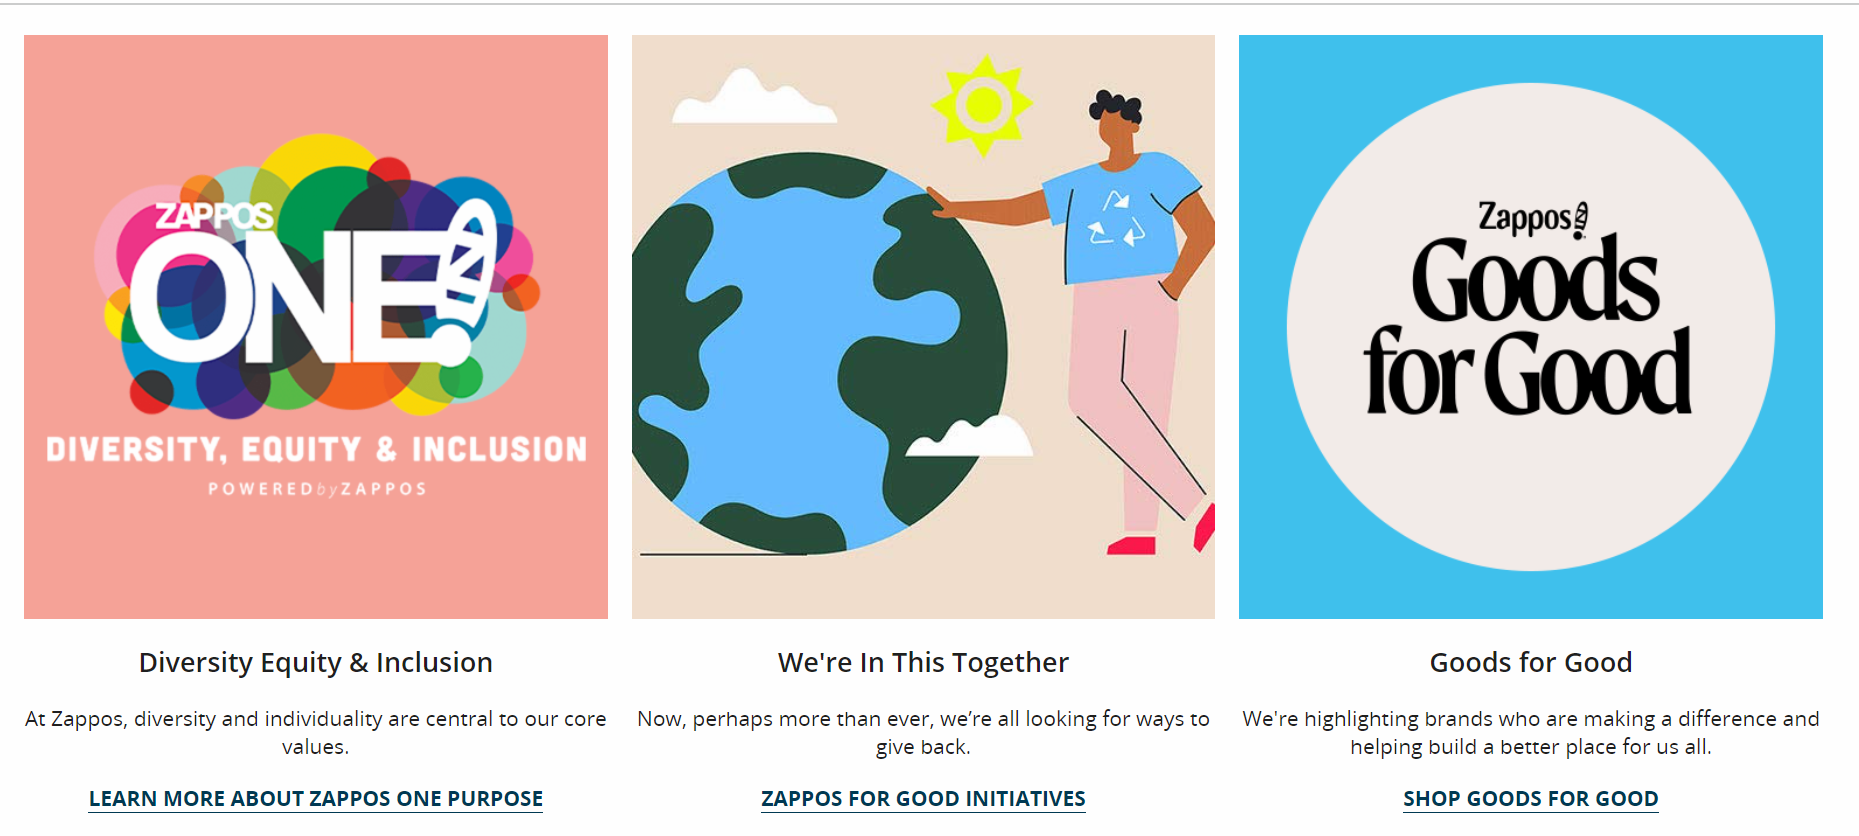 ZAPPOS
ONE!
DIVERSITY, EQUITY & INCLUSION
POWERED by ZAPPOS
Diversity Equity & Inclusion
At Zappos, diversity and individuality are central to our core
values.
LEARN MORE ABOUT ZAPPOS ONE PURPOSE
We're In This Together
Now, perhaps more than ever, we’re all looking for ways to
give back.
ZAPPOS FOR GOOD INITIATIVES
Zappos!
Goods
for Good
Goods for Good
We're highlighting brands who are making a difference and
helping build a better place for us all.
SHOP GOODS FOR GOOD